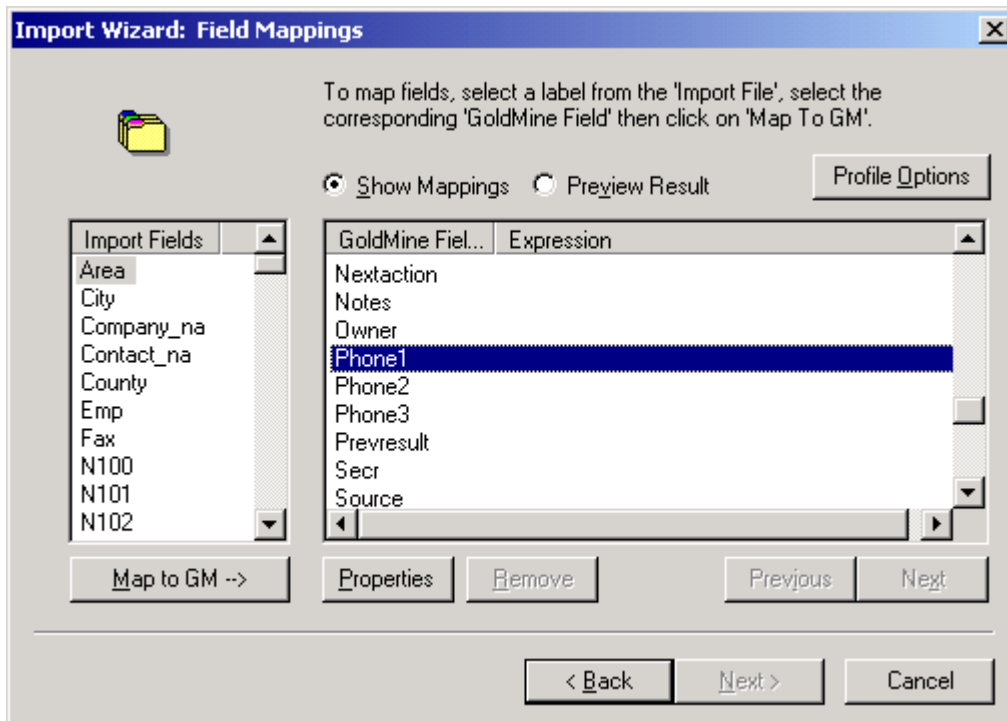 Import Wizard: Field Mappings
To map fields, select a label from the 'Import File', select the
corresponding 'GoldMine Field' then click on 'Map To GM'.
Show Mappings Preview Result
Profile Options
Import Fields
Area
City
Company_na
Contact_na
County
Emp
Fax
N100
N101
N102
GoldMine Fiel... Expression
Nextaction
Notes
Owner
Phone1
Phone2
Phone3
Prevresult
Secr
Source
Map to GM --> Properties Remove Previous Next
< Back Next > Cancel